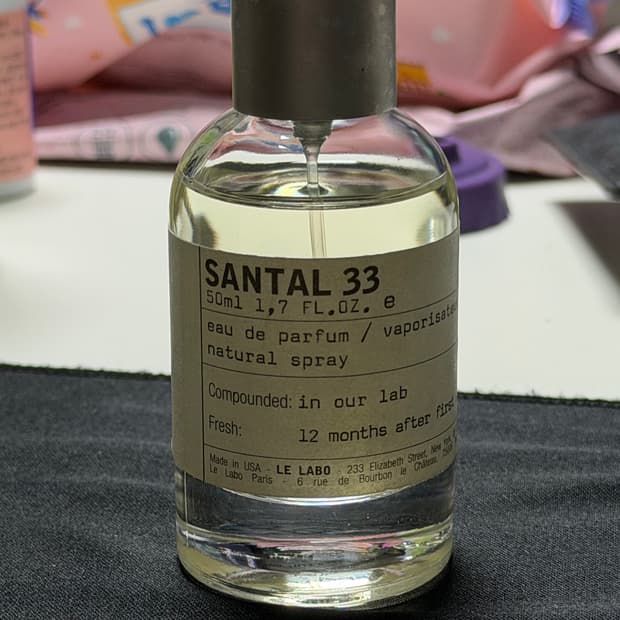 SANTAL 33
50ml 1,7 FL.OZ. e
eau de parfum / vaporisate
natural spray
Compounded: in our lab
Fresh: 12 months after first
Made in USA - LE LABO - 233 Elizabeth Street, New York
Le Labo Paris - 6 rue de Bourbon le Château,